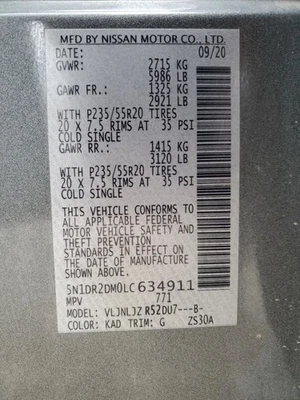 MFD BY NISSAN MOTOR CO., LTD.
DATE: 09/20
GVWR: 2715 KG
5986 LB
GAWR FR.: 1325 KG
2921 LB
WITH P235/55R20 TIRES
20 X 7.5 RIMS AT 35 PSI
COLD SINGLE
GAWR RR.: 1415 KG
3120 LB
WITH P235/55R20 TIRES
20 X 7.5 RIMS AT 35 PSI
COLD SINGLE
THIS VEHICLE CONFORMS TO
ALL APPLICABLE FEDERAL
MOTOR VEHICLE SAFETY AND
THEFT PREVENTION
STANDARDS IN EFFECT ON
THE DATE OF MANUFACTURE
SHOWN ABOVE.
5N1DR2DM0LC634911
MPV 771
MODEL: VLJNLJZ R52DU7---B-
COLOR: KAD TRIM: G ZS30A